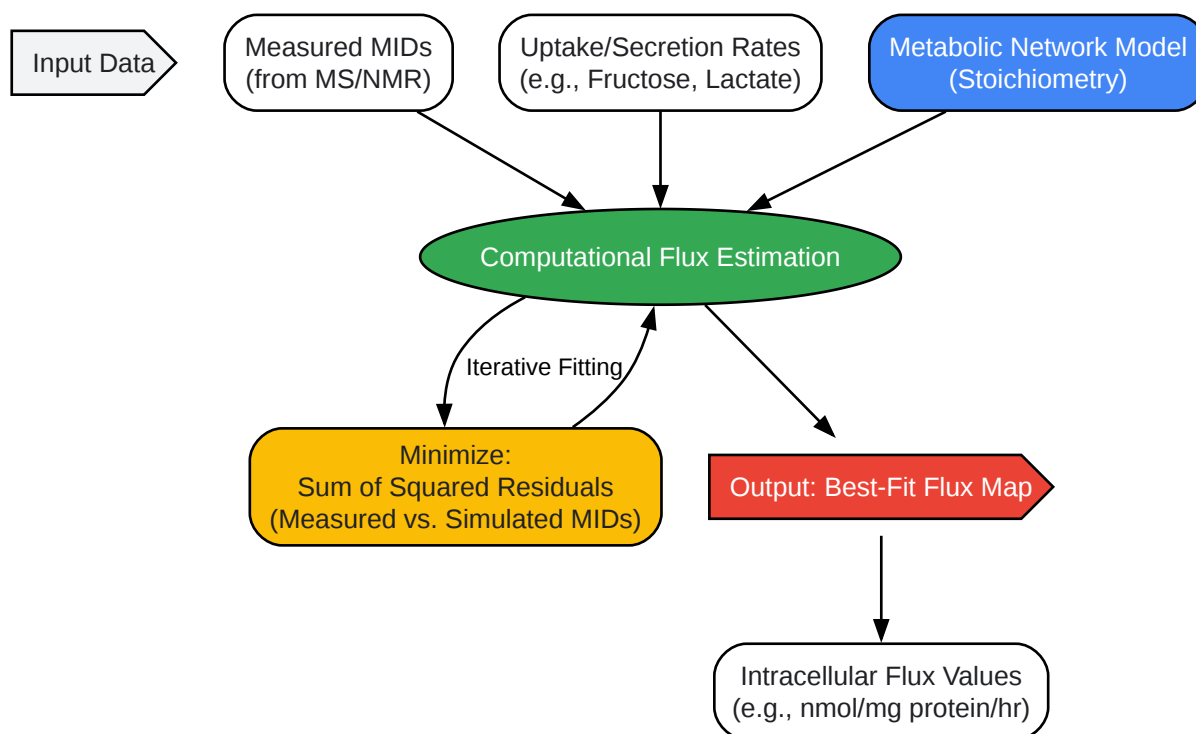 Input Data
Measured MIDs
(from MS/NMR)
Uptake/Secretion Rates
(e.g., Fructose, Lactate)
Metabolic Network Model
(Stoichiometry)
Computational Flux Estimation
Iterative Fitting
Minimize:
Sum of Squared Residuals
(Measured vs. Simulated MIDs)
Output: Best-Fit Flux Map
Intracellular Flux Values
(e.g., nmol/mg protein/hr)